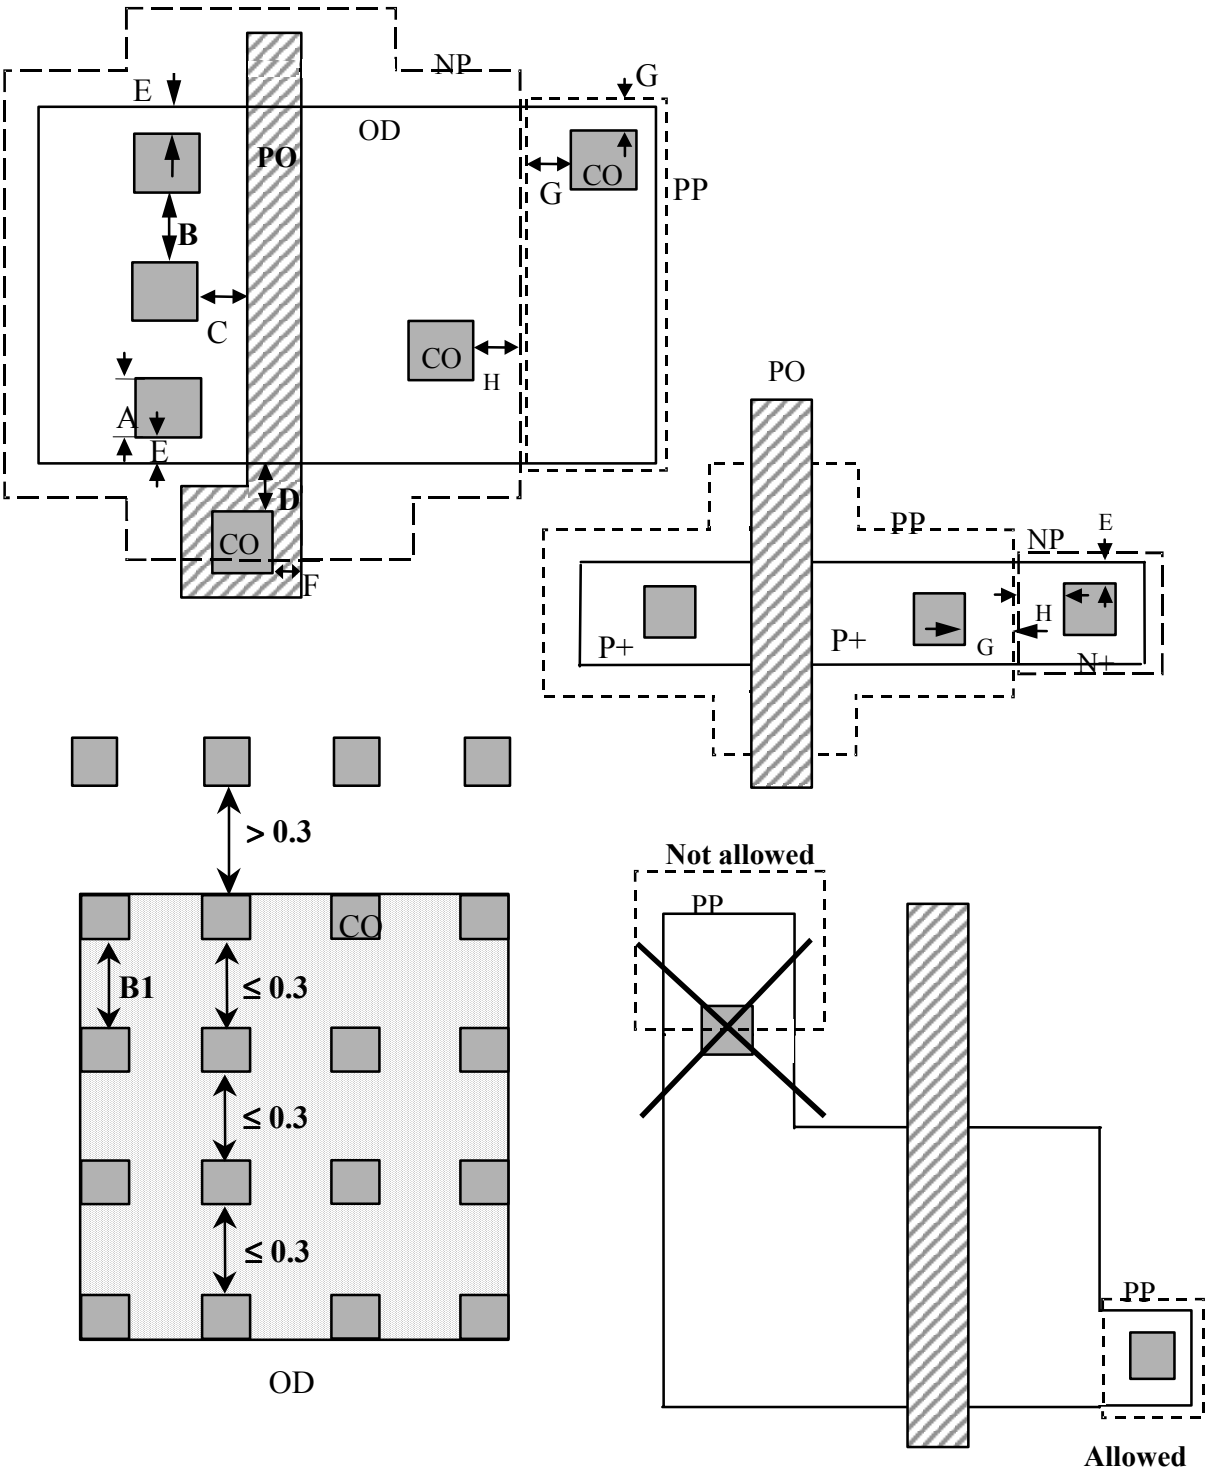 NP
G
E
OD
PO
CO
PP
G
B
C
CO
H
A
E
D
CO
F
PO
PP
E
NP
H
P+
P+
G
N+
> 0.3
Not allowed
PP
CO
B1
≤ 0.3
≤ 0.3
≤ 0.3
PP
OD
Allowed